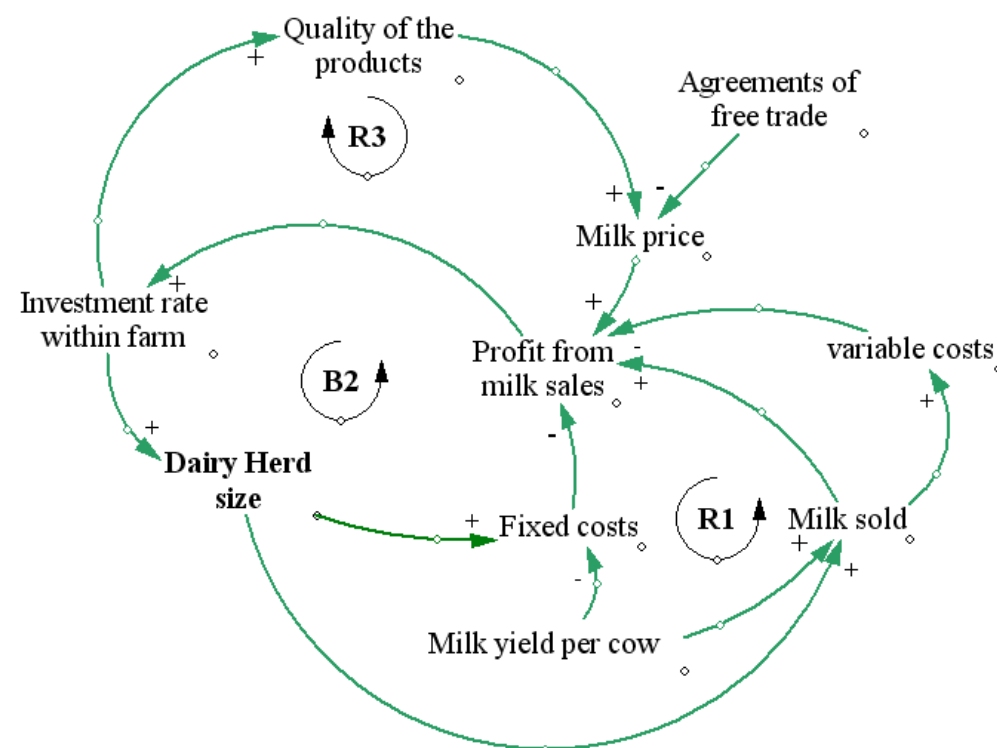 Quality of the
products
+
R3
Agreements of
free trade
+
-
Milk price
+
Investment rate
within farm
+
Profit from
milk sales
-
+
variable costs
+
B2
+
-
Dairy Herd
size
+
Fixed costs
R1
Milk sold
+
+
-
Milk yield per cow